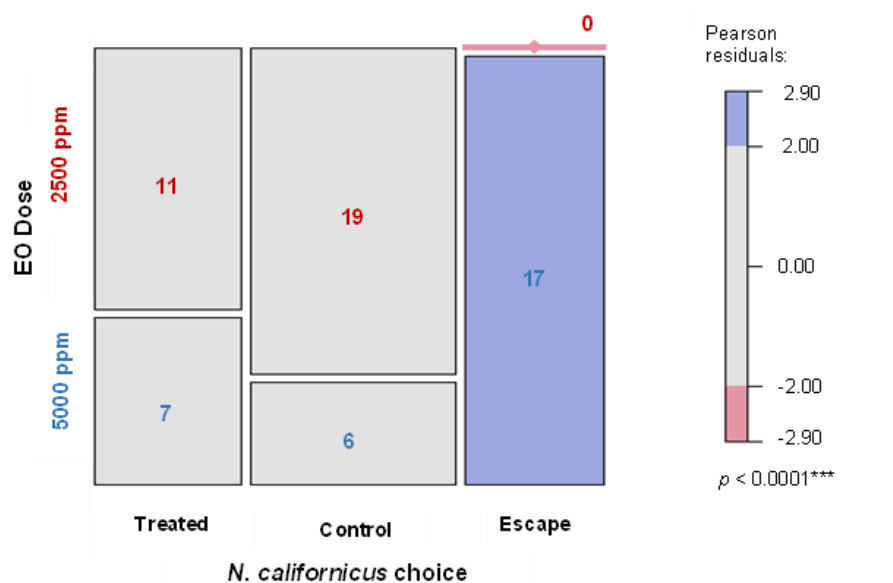 0
Pearson
residuals:
2.90
2.00
0.00
-2.00
-2.90
p < 0.0001***
EO Dose
2500 ppm
5000 ppm
11
19
17
7
6
Treated
Control
Escape
N. californicus choice